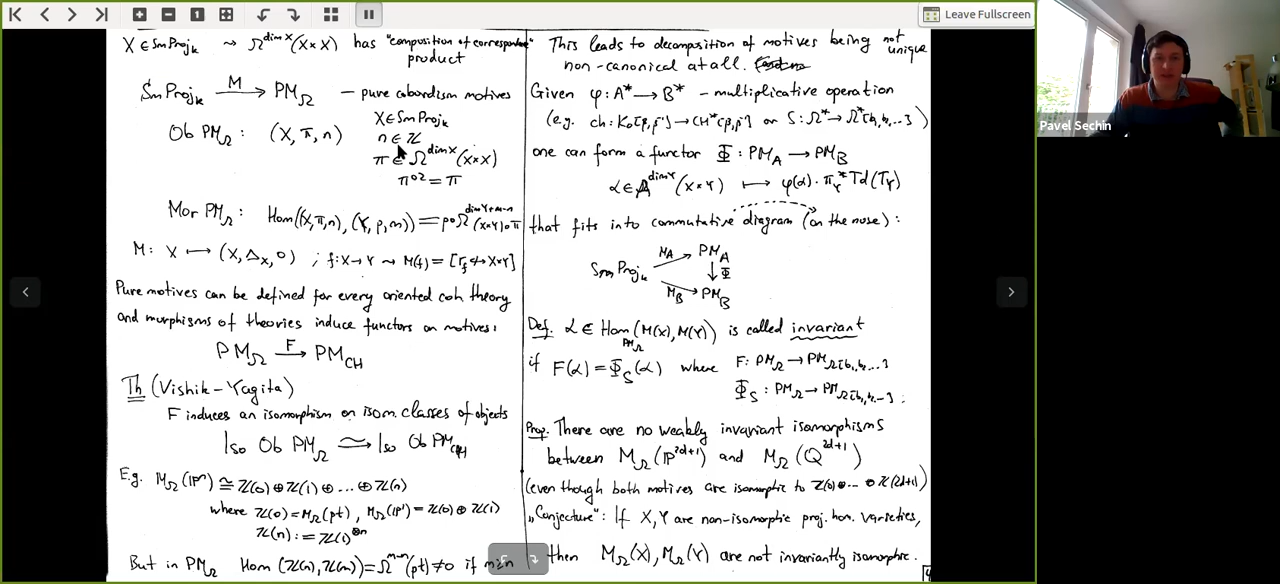 Leave Fullscreen
Pavel Sechin
X ∈ SmProj_k ⇝ Ω^{dim X}(X×X) has "composition of correspond."
product
SmProj_k —M→ PM_Ω — pure cobordism motives
Ob PM_Ω: (X, π, n) X ∈ SmProj_k
n ∈ ℤ
π ∈ Ω^{dim X}(X×X)
π^{∘2} = π
Mor PM_Ω: Hom((X,π,n), (Y,ρ,m)) = ρ∘Ω^{dim Y+m-n}(X×Y)∘π
M: X ⟼ (X, Δ_X, 0) ; f: X→Y ⇝ M(f) = [Γ_f ↪ X×Y]
Pure motives can be defined for every oriented coh theory
and morphisms of theories induce functors on motives:
PM_Ω —F→ PM_CH
Th (Vishik-Yagita)
F induces an isomorphism on isom. classes of objects
Iso Ob PM_Ω ≅ Iso Ob PM_CH
E.g. M_Ω(ℙ^n) ≅ ℤ(0)⊕ℤ(1)⊕...⊕ℤ(n)
where ℤ(0) = M_Ω(pt), M_Ω(ℙ^1) = ℤ(0)⊕ℤ(1)
ℤ(n) := ℤ(1)^{⊗n}
But in PM_Ω Hom(ℤ(n), ℤ(m)) = Ω^{m-n}(pt) ≠ 0 if m≤n
This leads to decomposition of motives being not unique
non-canonical at all.
Given φ: A* → B* – multiplicative operation
(e.g. ch: K_0[β,β^{-1}] → CH*[β,β^{-1}] or S: Ω* → Ω*[b_1,b_2,...])
one can form a functor Φ: PM_A → PM_B
α ∈ A^{dim Y}(X×Y) ⟼ φ(α)·π_Y^* Td(T_Y)
that fits into commutative diagram (on the nose):
SmProj_k M_A PM_A
↓Φ
M_B PM_B
Def. α ∈ Hom_{PM_Ω}(M(X), M(Y)) is called invariant
if F(α) = Φ_S(α) where F: PM_Ω → PM_{Ω[b_1,b_2,...]}
Φ_S: PM_Ω → PM_{Ω[b_1,b_2,...]}.
Prop. There are no weakly invariant isomorphisms
between M_Ω(ℙ^{2d+1}) and M_Ω(Q^{2d+1})
(even though both motives are isomorphic to ℤ(0)⊕...⊕ℤ(2d+1))
„Conjecture": If X, Y are non-isomorphic proj. hom. varieties,
then M_Ω(X), M_Ω(Y) are not invariantly isomorphic.